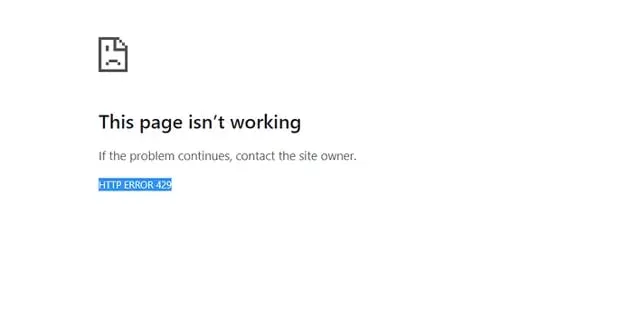 This page isn’t working
If the problem continues, contact the site owner.
HTTP ERROR 429